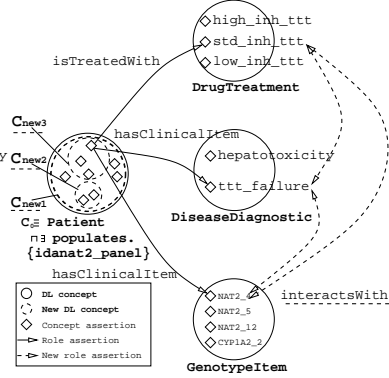 high_inh_ttt
std_inh_ttt
low_inh_ttt
DrugTreatment
isTreatedWith
Cnew3
hasClinicalItem
y
Cnew2
hepatotoxicity
ttt_failure
Cnew1
DiseaseDiagnostic
C₀≡ Patient
⊓∃ populates.
{idanat2_panel}
hasClinicalItem
interactsWith
NAT2_4
NAT2_5
NAT2_12
CYP1A2_2
GenotypeItem
DL concept
New DL concept
Concept assertion
Role assertion
New role assertion